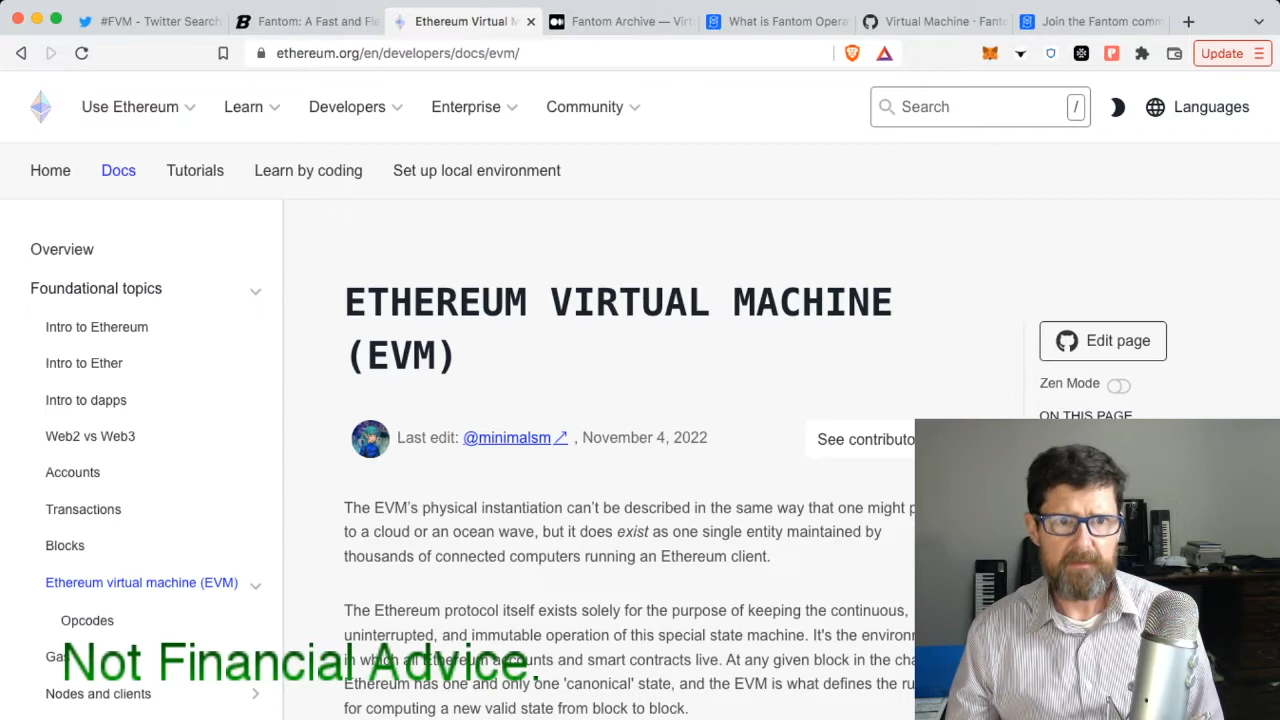 #FVM - Twitter Search
Fantom: A Fast and Fle
Ethereum Virtual M
Fantom Archive — Virt
What is Fantom Opera
Virtual Machine · Fanto
Join the Fantom comm
ethereum.org/en/developers/docs/evm/
Update
Use Ethereum
Learn
Developers
Enterprise
Community
Search
/
Languages
Home
Docs
Tutorials
Learn by coding
Set up local environment
Overview
Foundational topics
Intro to Ethereum
Intro to Ether
Intro to dapps
Web2 vs Web3
Accounts
Transactions
Blocks
Ethereum virtual machine (EVM)
Opcodes
Nodes and clients
ETHEREUM VIRTUAL MACHINE
(EVM)
Last edit: @minimalsm , November 4, 2022
See contributo
Edit page
Zen Mode
ON THIS PAGE
The EVM's physical instantiation can't be described in the same way that one might p
to a cloud or an ocean wave, but it does exist as one single entity maintained by
thousands of connected computers running an Ethereum client.
The Ethereum protocol itself exists solely for the purpose of keeping the continuous,
uninterrupted, and immutable operation of this special state machine. It's the environ
in which all Ethereum accounts and smart contracts live. At any given block in the cha
Ethereum has one and only one 'canonical' state, and the EVM is what defines the ru
for computing a new valid state from block to block.
Not Financial Advice.